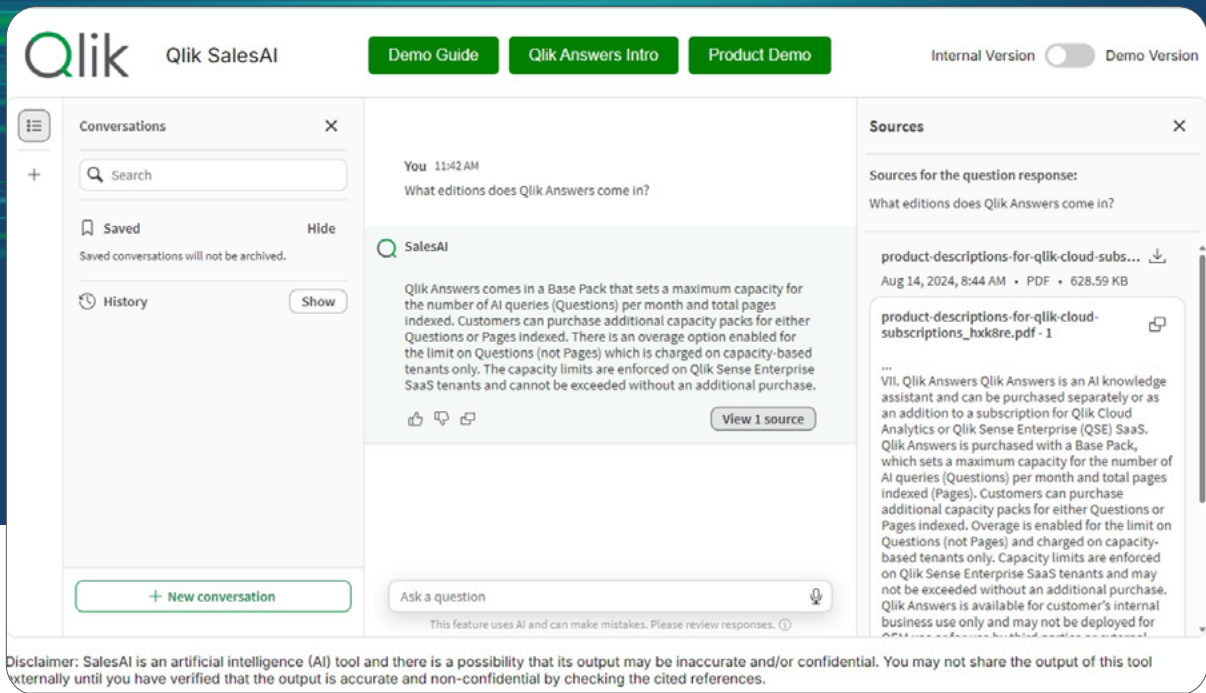 Qlik
Qlik SalesAI
Demo Guide
Qlik Answers Intro
Product Demo
Internal Version
Demo Version
Conversations
Search
Saved
Hide
Saved conversations will not be archived.
History
Show
+ New conversation
You 11:42 AM
What editions does Qlik Answers come in?
SalesAI
Qlik Answers comes in a Base Pack that sets a maximum capacity for
the number of AI queries (Questions) per month and total pages
indexed. Customers can purchase additional capacity packs for either
Questions or Pages indexed. There is an overage option enabled for
the limit on Questions (not Pages) which is charged on capacity-based
tenants only. The capacity limits are enforced on Qlik Sense Enterprise
SaaS tenants and cannot be exceeded without an additional purchase.
View 1 source
Ask a question
This feature uses AI and can make mistakes. Please review responses.
Sources
Sources for the question response:
What editions does Qlik Answers come in?
product-descriptions-for-qlik-cloud-subs...
Aug 14, 2024, 8:44 AM • PDF • 628.59 KB
product-descriptions-for-qlik-cloud-
subscriptions_hxk8re.pdf - 1
...
VII. Qlik Answers Qlik Answers is an AI knowledge
assistant and can be purchased separately or as
an addition to a subscription for Qlik Cloud
Analytics or Qlik Sense Enterprise (QSE) SaaS.
Qlik Answers is purchased with a Base Pack,
which sets a maximum capacity for the number of
AI queries (Questions) per month and total pages
indexed (Pages). Customers can purchase
additional capacity packs for either Questions or
Pages indexed. Overage is enabled for the limit on
Questions (not Pages) and charged on capacity-
based tenants only. Capacity limits are enforced
on Qlik Sense Enterprise SaaS tenants and may
not be exceeded without an additional purchase.
Qlik Answers is available for customer's internal
business use only and may not be deployed for
Disclaimer: SalesAI is an artificial intelligence (AI) tool and there is a possibility that its output may be inaccurate and/or confidential. You may not share the output of this tool
externally until you have verified that the output is accurate and non-confidential by checking the cited references.